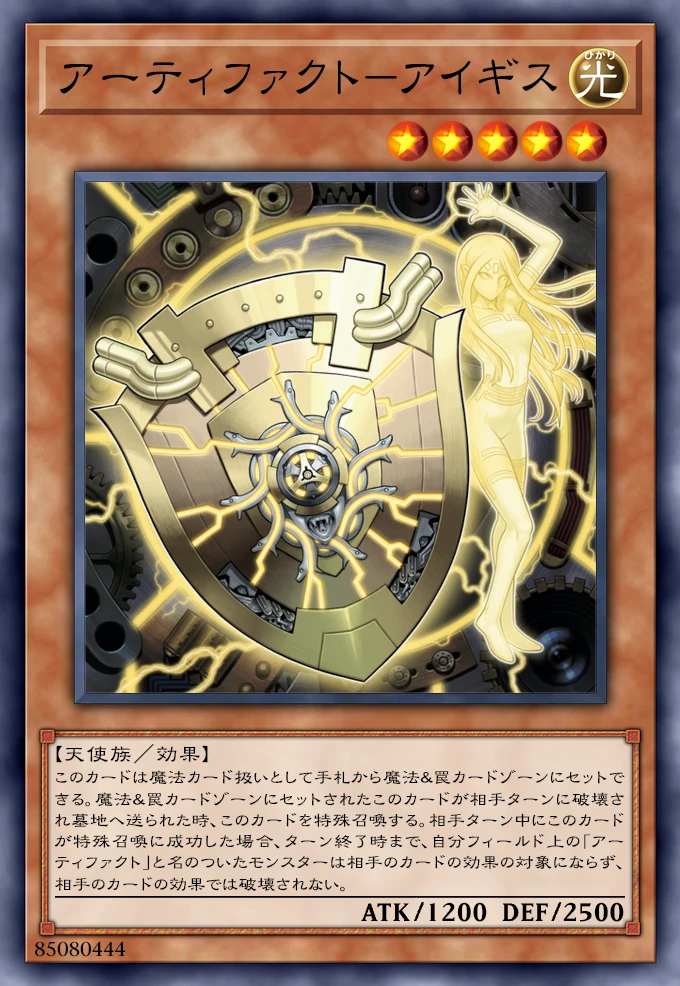 アーティファクト－アイギス
ひかり
光
【天使族／効果】
このカードは魔法カード扱いとして手札から魔法&罠カードゾーンにセットで
きる。魔法&罠カードゾーンにセットされたこのカードが相手ターンに破壊さ
れ墓地へ送られた時、このカードを特殊召喚する。相手ターン中にこのカード
が特殊召喚に成功した場合、ターン終了時まで、自分フィールド上の「アー
ティファクト」と名のついたモンスターは相手のカードの効果の対象にならず、
相手のカードの効果では破壊されない。
ATK/1200 DEF/2500
85080444